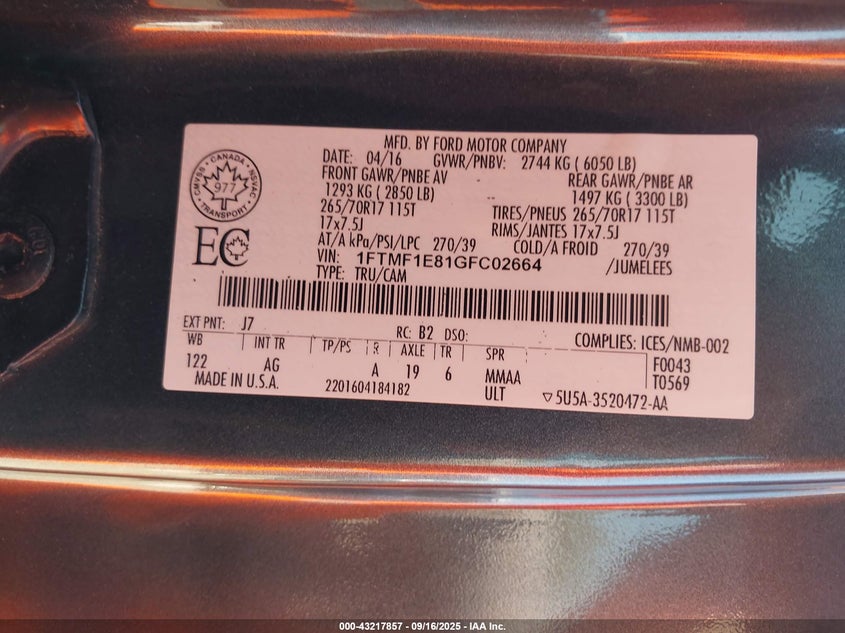 MFD. BY FORD MOTOR COMPANY
DATE: 04/16 GVWR/PNBV: 2744 KG ( 6050 LB)
FRONT GAWR/PNBE AV REAR GAWR/PNBE AR
1293 KG ( 2850 LB) 1497 KG ( 3300 LB)
265/70R17 115T TIRES/PNEUS 265/70R17 115T
17x7.5J RIMS/JANTES 17x7.5J
AT/A kPa/PSI/LPC 270/39 COLD/A FROID 270/39
VIN: 1FTMF1E81GFC02664 /JUMELEES
TYPE: TRU/CAM
CANADA
CMVSS NSVAC
977
TRANSPORT
EC
EXT PNT: J7 RC: B2 DSO: COMPLIES: ICES/NMB-002
WB INT TR TP/PS R AXLE TR SPR F0043
122 AG A 19 6 MMAA T0569
MADE IN U.S.A. 2201604184182 ULT ▽5U5A-3520472-AA
000-43217857 - 09/16/2025 - IAA Inc.